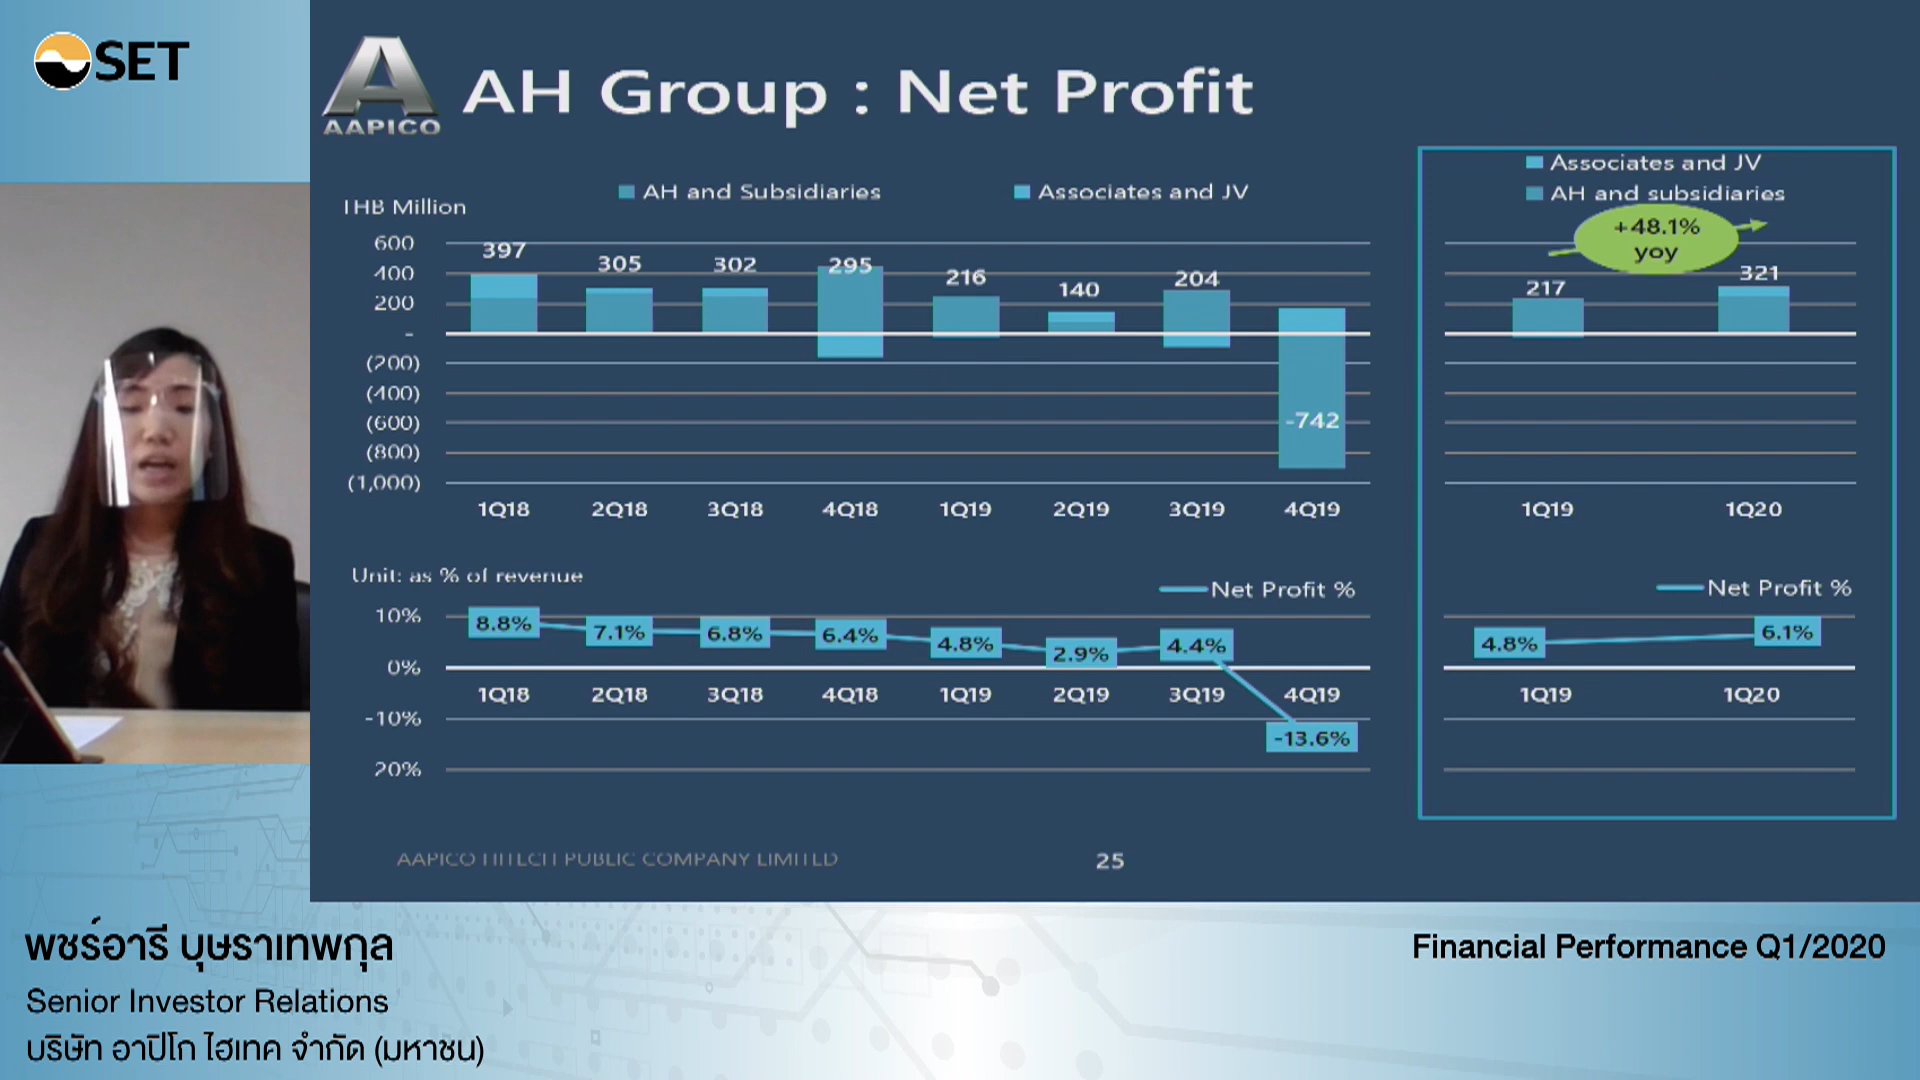 SET
AAPICO
AH Group : Net Profit
THB Million
AH and Subsidiaries
Associates and JV
600
400
200
-
(200)
(400)
(600)
(800)
(1,000)
397
305
302
295
216
140
204
-742
1Q18 2Q18 3Q18 4Q18 1Q19 2Q19 3Q19 4Q19
Associates and JV
AH and subsidiaries
+48.1%
yoy
217
321
1Q19 1Q20
Unit: as % of revenue
Net Profit %
10%
0%
-10%
20%
8.8%
7.1%
6.8%
6.4%
4.8%
2.9%
4.4%
-13.6%
1Q18 2Q18 3Q18 4Q18 1Q19 2Q19 3Q19 4Q19
Net Profit %
4.8%
6.1%
1Q19 1Q20
AAPICO HITECH PUBLIC COMPANY LIMITED
25
พชร์อารี บุษราเทพกุล
Senior Investor Relations
บริษัท อาปิโก ไฮเทค จำกัด (มหาชน)
Financial Performance Q1/2020